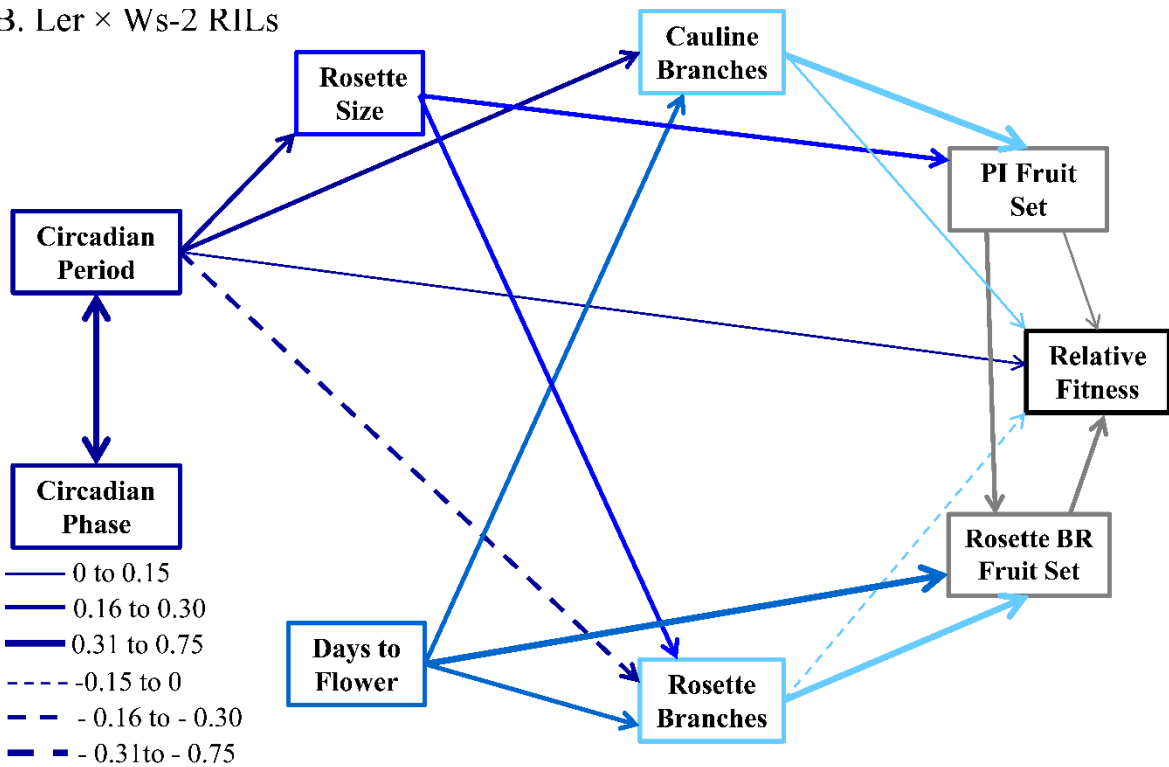 B. Ler × Ws-2 RILs
Cauline
Branches
Rosette
Size
PI Fruit
Set
Circadian
Period
Relative
Fitness
Circadian
Phase
Rosette BR
Fruit Set
0 to 0.15
0.16 to 0.30
0.31 to 0.75
-0.15 to 0
- 0.16 to - 0.30
- 0.31to - 0.75
Days to
Flower
Rosette
Branches